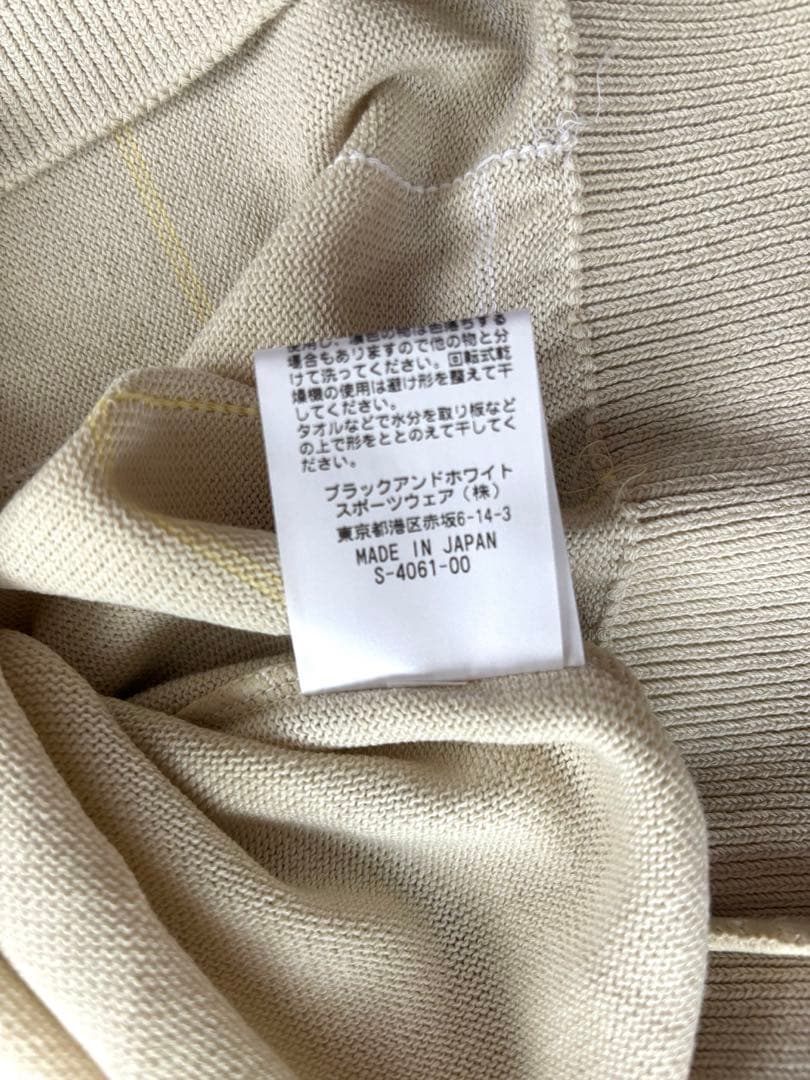 使用し、濃色の物は色落ちする
場合もありますので他の物と分
けて洗ってください。回転式乾
燥機の使用は避け形を整えて干
してください。
タオルなどで水分を取り板など
の上で形をととのえて干してく
ださい。
ブラックアンドホワイト
スポーツウェア（株）
東京都港区赤坂6-14-3
MADE IN JAPAN
S-4061-00